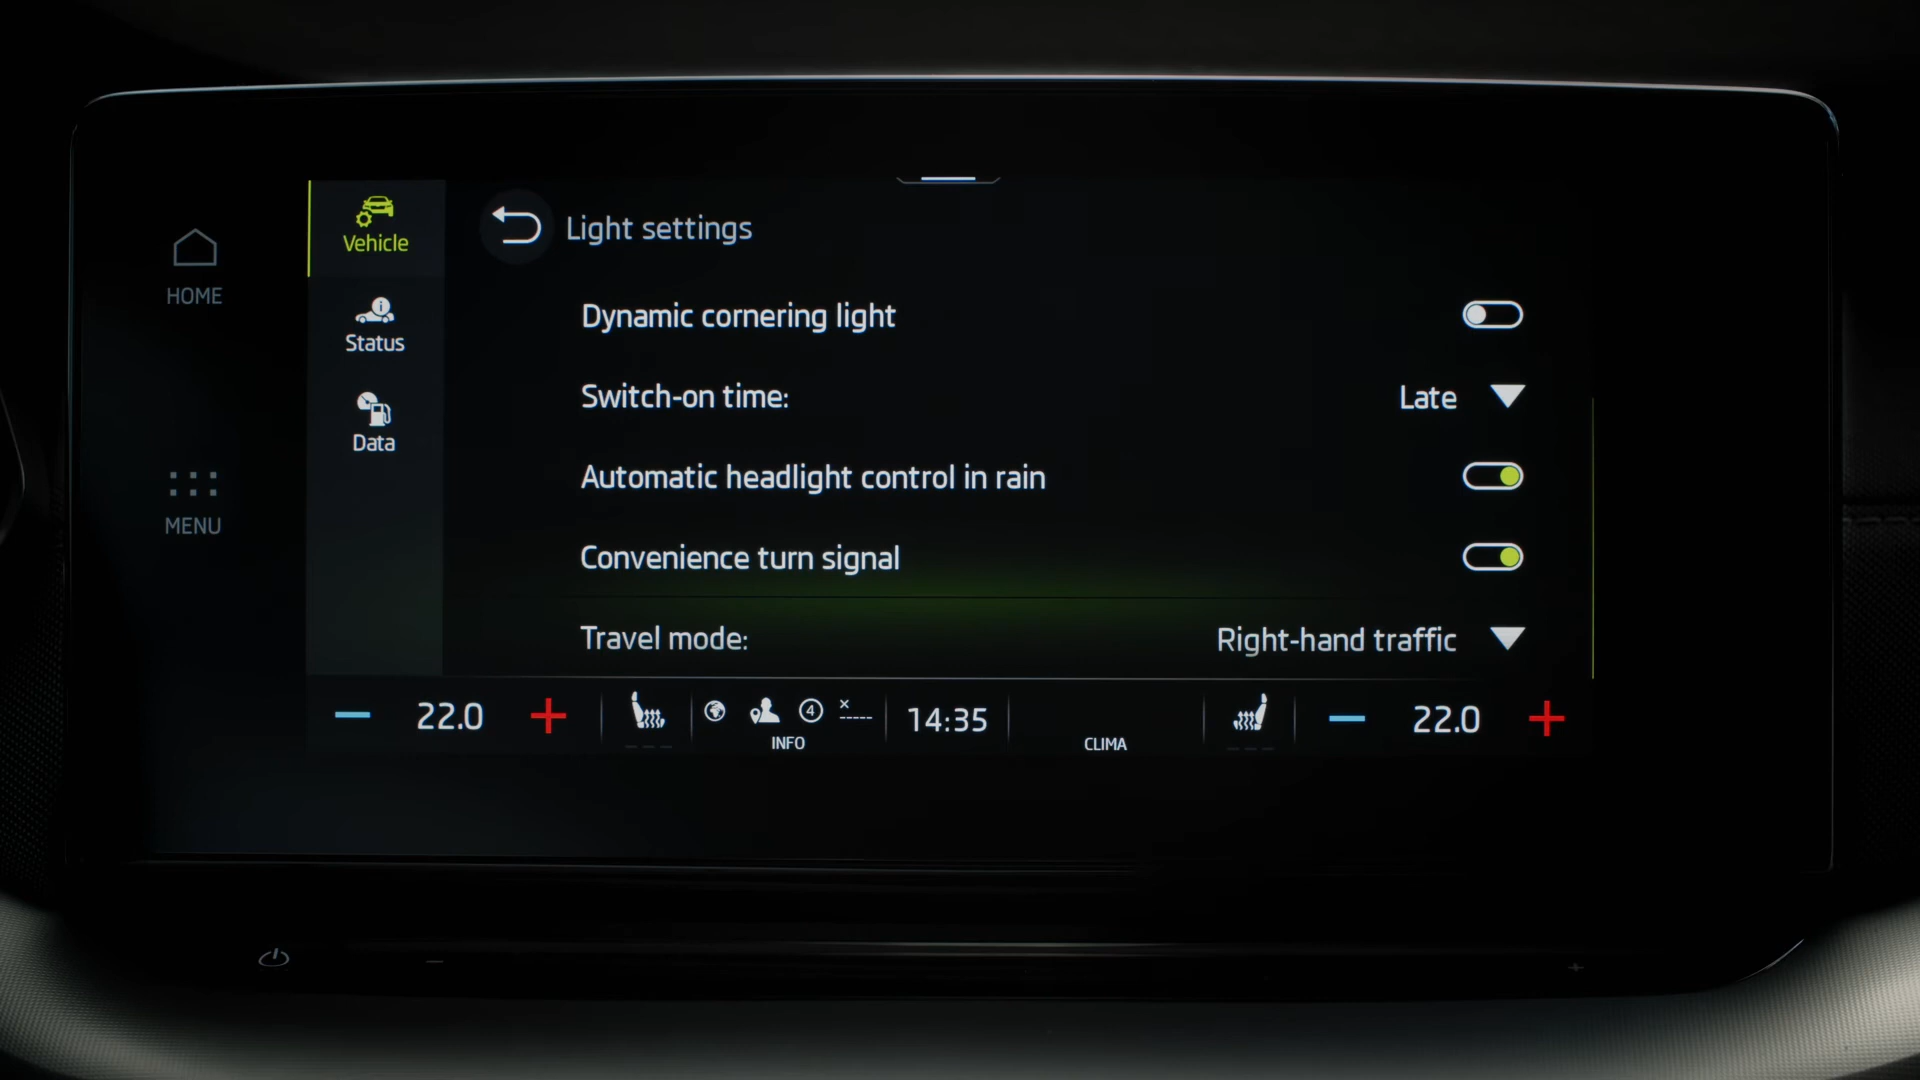 HOME
MENU
Vehicle
Status
Data
Light settings
Dynamic cornering light
Switch-on time: Late
Automatic headlight control in rain
Convenience turn signal
Travel mode: Right-hand traffic
22.0
4
INFO
14:35
CLIMA
22.0